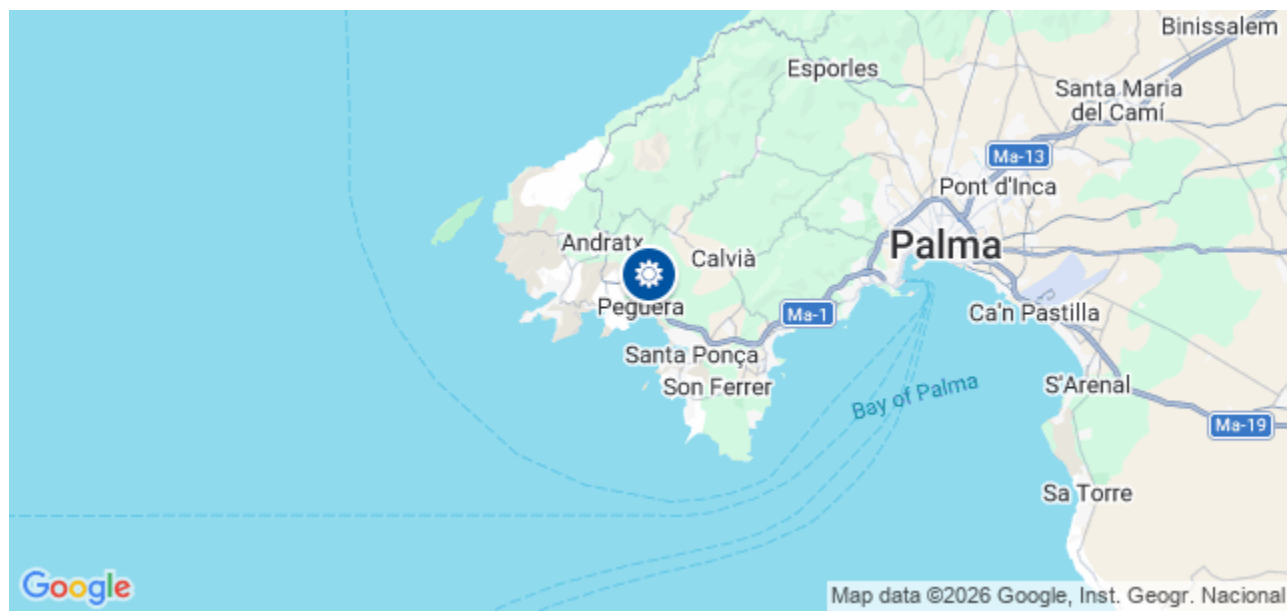 Binissalem
Esporles
Santa Maria
del Camí
Ma-13
Pont d'Inca
Andratx
Calvià
Palma
Peguera
Ma-1
Ca'n Pastilla
Santa Ponça
Son Ferrer
S'Arenal
Bay of Palma
Ma-19
Sa Torre
Google
Map data ©2026 Google, Inst. Geogr. Nacional